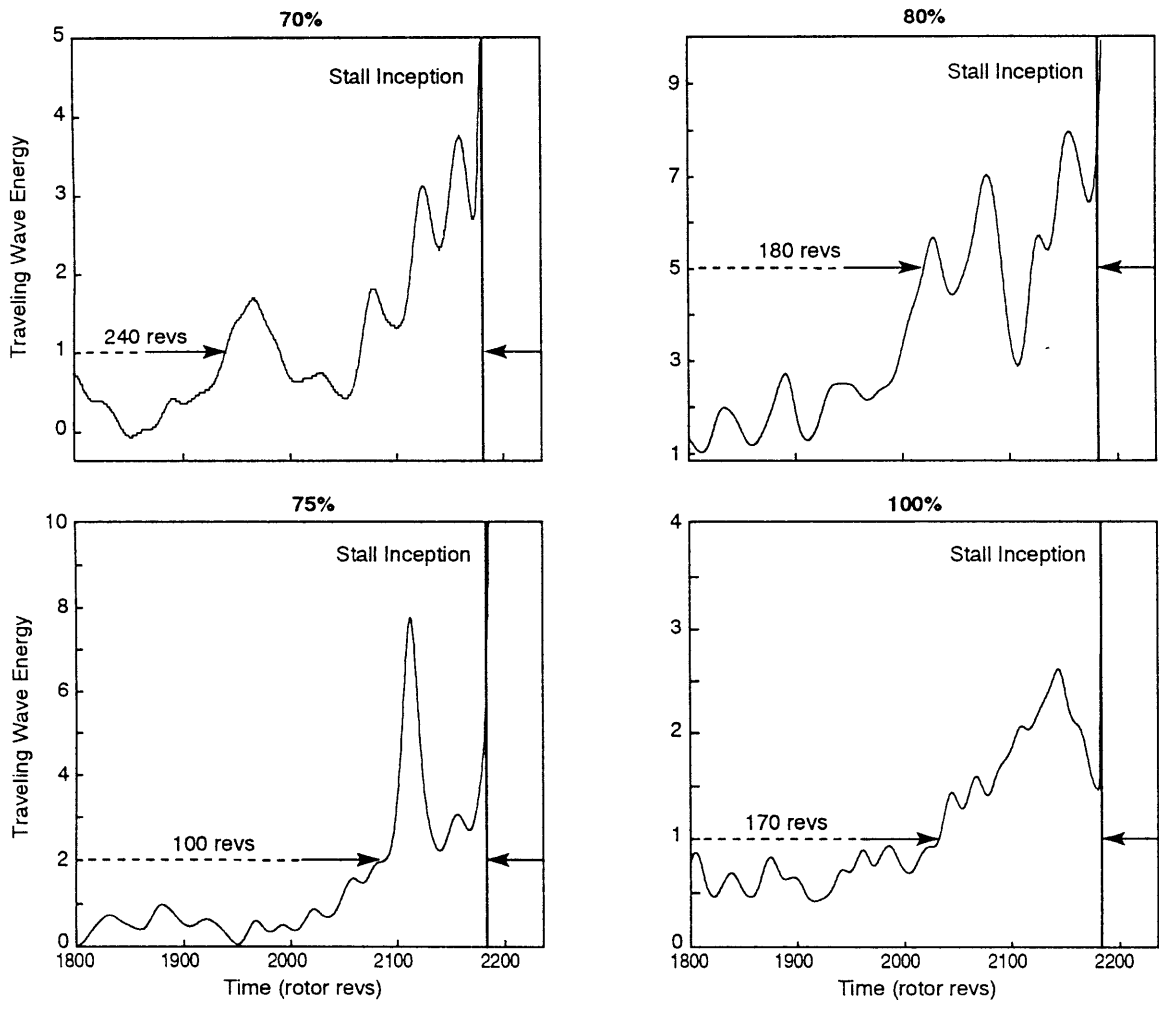 70%
Stall Inception
240 revs
Traveling Wave Energy
5
4
3
2
1
0
80%
Stall Inception
180 revs
9
7
5
3
1
75%
Stall Inception
100 revs
Traveling Wave Energy
10
8
6
4
2
0
1800 1900 2000 2100 2200
Time (rotor revs)
100%
Stall Inception
170 revs
4
3
2
1
0
1800 1900 2000 2100 2200
Time (rotor revs)